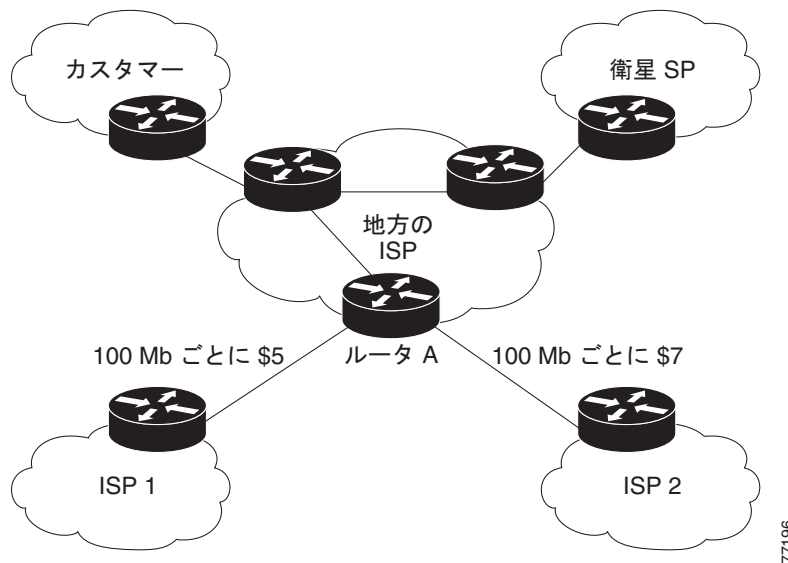 カスタマー
衛星 SP
地方の
ISP
ルータ A
100 Mb ごとに $5
100 Mb ごとに $7
ISP 1
ISP 2
77196